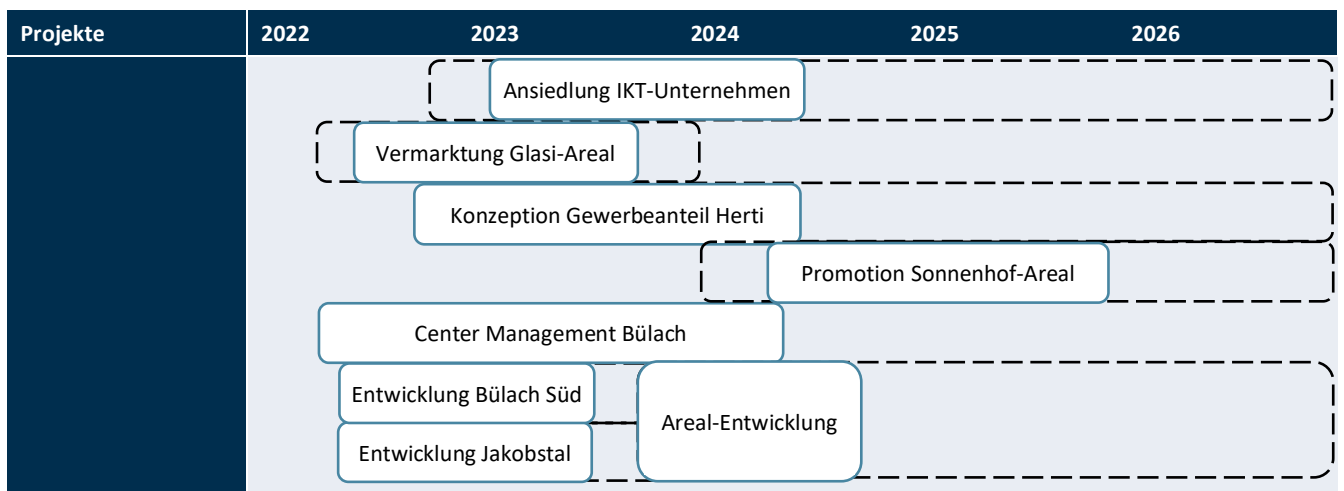 Projekte 2022 2023 2024 2025 2026
Ansiedlung IKT-Unternehmen
Vermarktung Glasi-Areal
Konzeption Gewerbeanteil Herti
Promotion Sonnenhof-Areal
Center Management Bülach
Entwicklung Bülach Süd
Areal-Entwicklung
Entwicklung Jakobstal